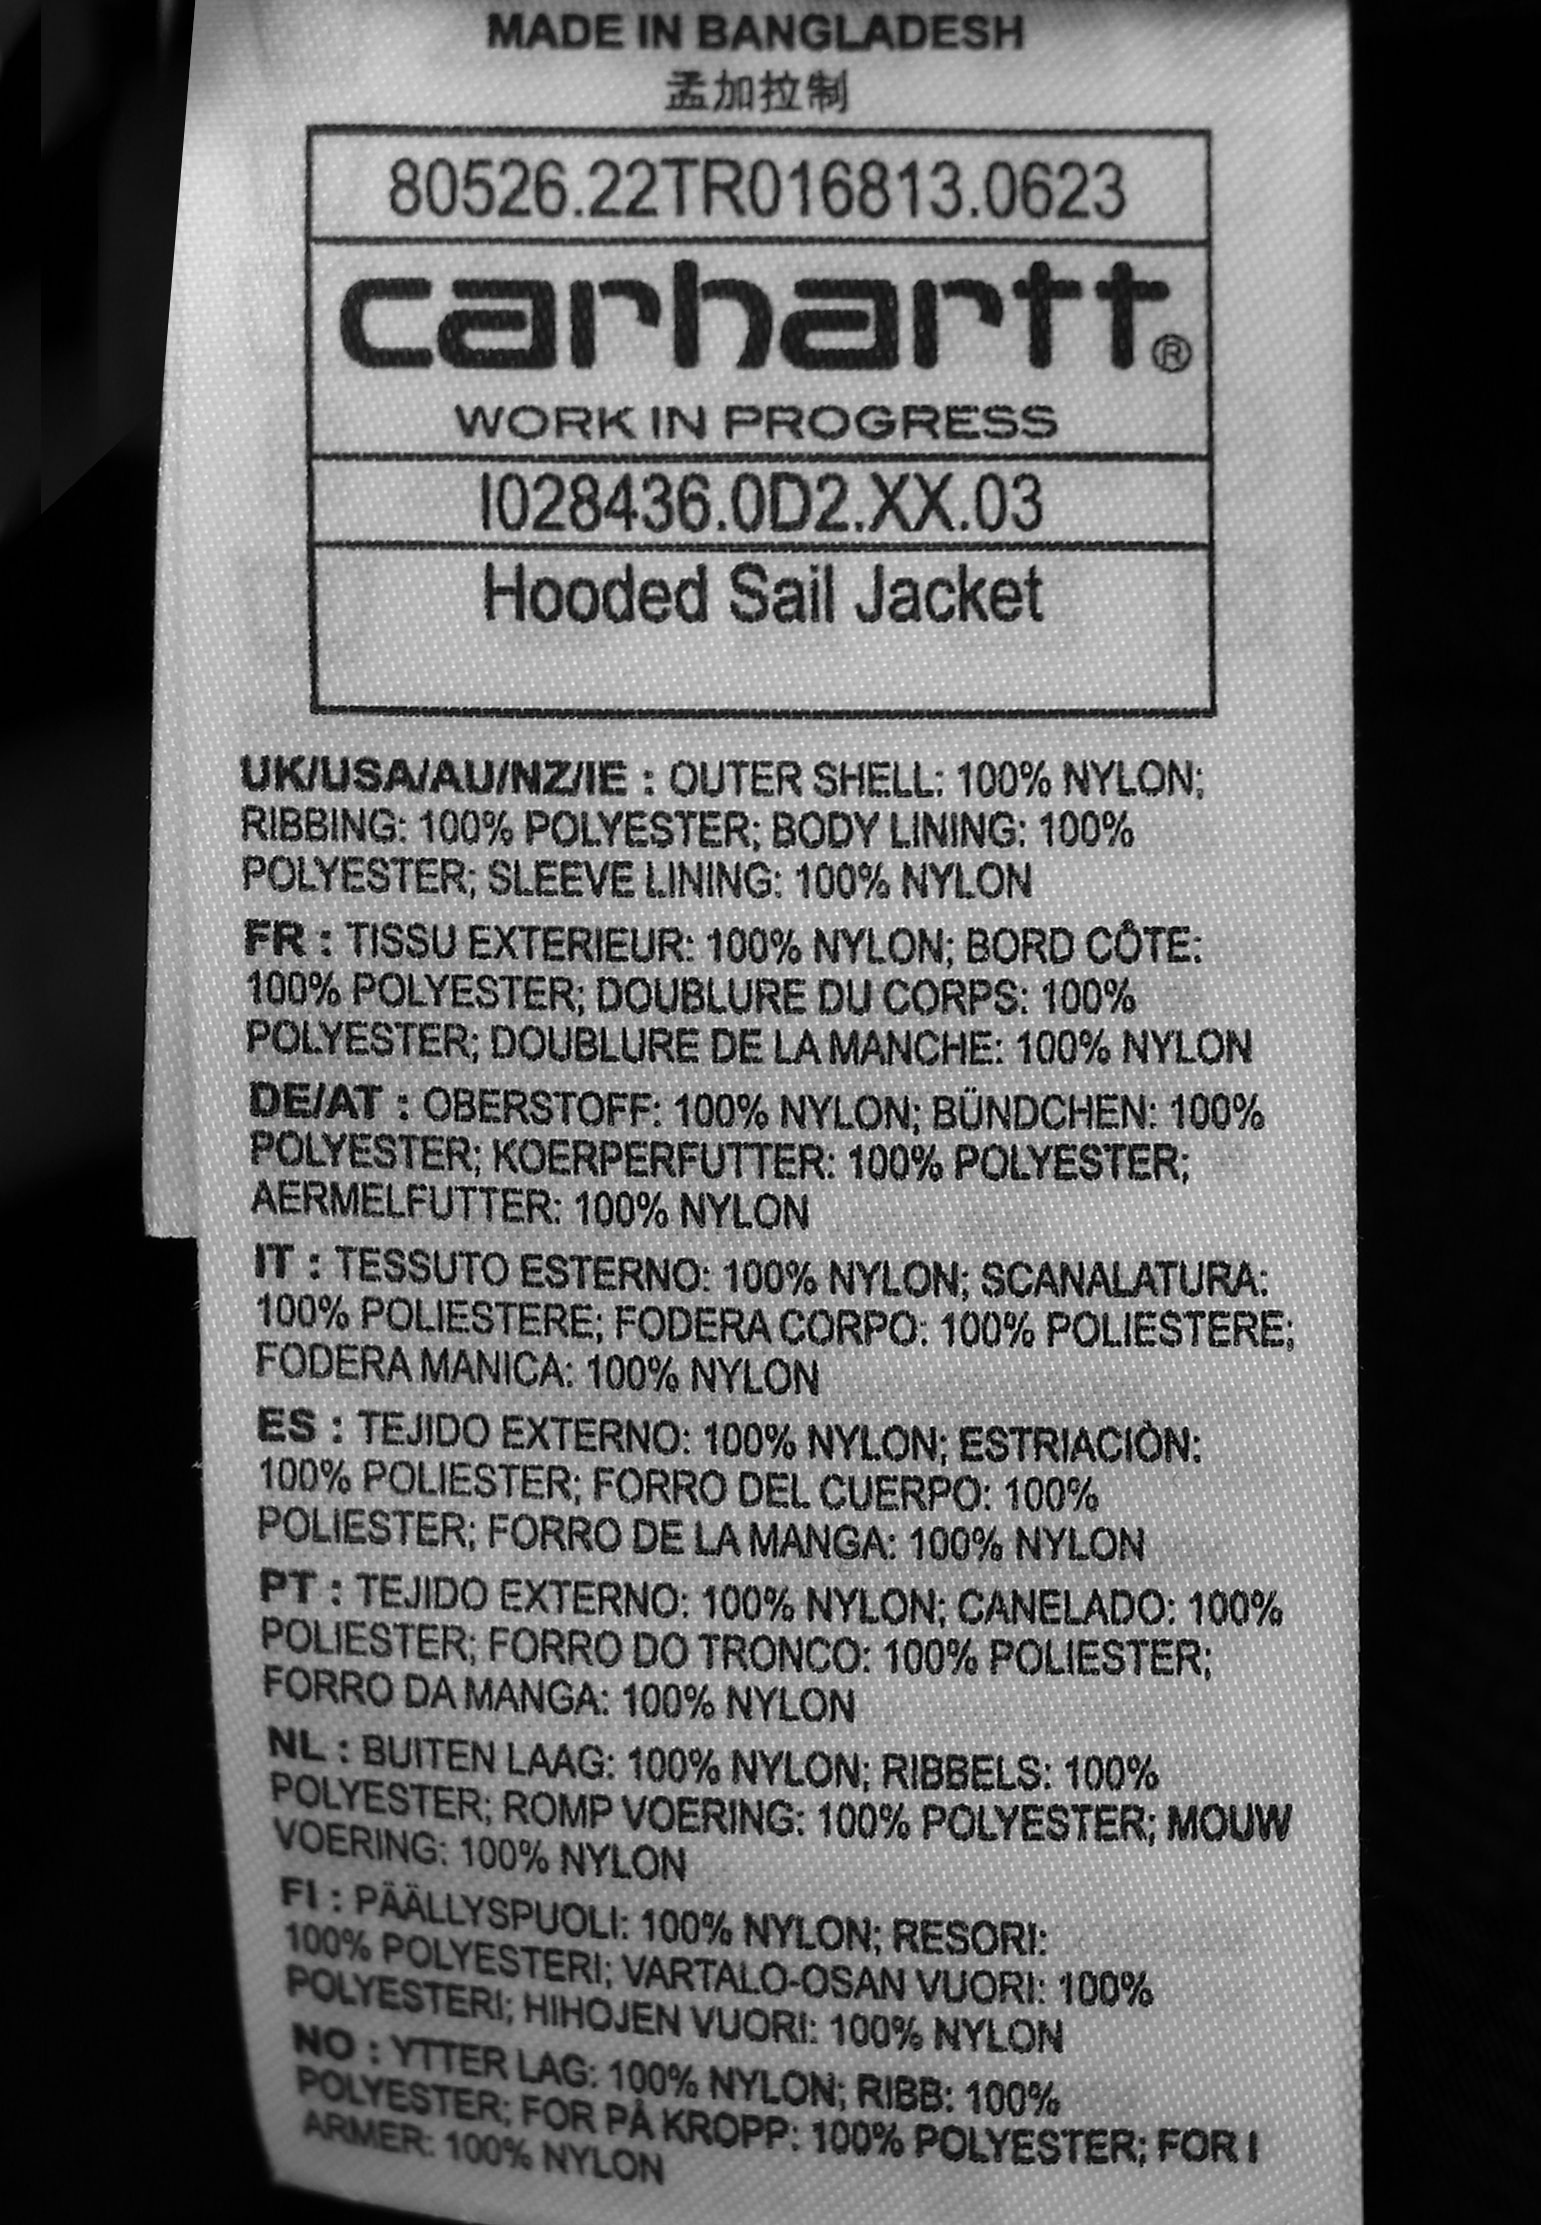 MADE IN BANGLADESH
孟加拉制
80526.22TR016813.0623
carhartt®
WORK IN PROGRESS
I028436.0D2.XX.03
Hooded Sail Jacket
UK/USA/AU/NZ/IE : OUTER SHELL: 100% NYLON;
RIBBING: 100% POLYESTER; BODY LINING: 100%
POLYESTER; SLEEVE LINING: 100% NYLON
FR : TISSU EXTERIEUR: 100% NYLON; BORD CÔTE:
100% POLYESTER; DOUBLURE DU CORPS: 100%
POLYESTER; DOUBLURE DE LA MANCHE: 100% NYLON
DE/AT : OBERSTOFF: 100% NYLON; BÜNDCHEN: 100%
POLYESTER; KOERPERFUTTER: 100% POLYESTER;
AERMELFUTTER: 100% NYLON
IT : TESSUTO ESTERNO: 100% NYLON; SCANALATURA:
100% POLIESTERE; FODERA CORPO: 100% POLIESTERE;
FODERA MANICA: 100% NYLON
ES : TEJIDO EXTERNO: 100% NYLON; ESTRIACIÒN:
100% POLIESTER; FORRO DEL CUERPO: 100%
POLIESTER; FORRO DE LA MANGA: 100% NYLON
PT : TEJIDO EXTERNO: 100% NYLON; CANELADO: 100%
POLIESTER; FORRO DO TRONCO: 100% POLIESTER;
FORRO DA MANGA: 100% NYLON
NL : BUITEN LAAG: 100% NYLON; RIBBELS: 100%
POLYESTER; ROMP VOERING: 100% POLYESTER; MOUW
VOERING: 100% NYLON
FI : PÄÄLLYSPUOLI: 100% NYLON; RESORI:
100% POLYESTERI; VARTALO-OSAN VUORI: 100%
POLYESTERI; HIHOJEN VUORI: 100% NYLON
NO : YTTER LAG: 100% NYLON; RIBB: 100%
POLYESTER; FOR PÅ KROPP: 100% POLYESTER; FOR I
ARMER: 100% NYLON